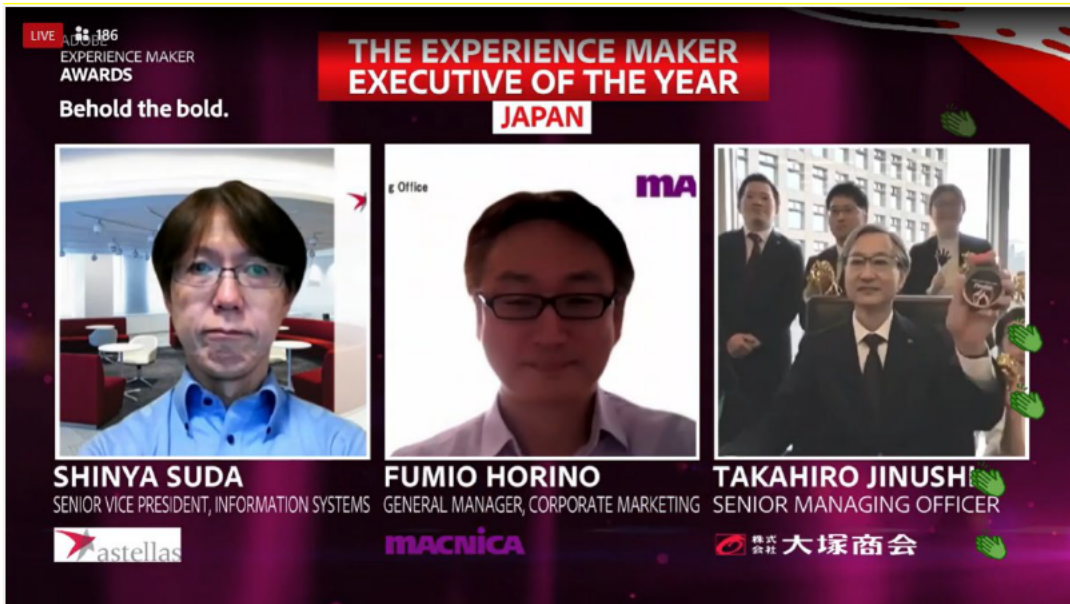 LIVE 186
ADOBE
EXPERIENCE MAKER
AWARDS
Behold the bold.
THE EXPERIENCE MAKER
EXECUTIVE OF THE YEAR
JAPAN
g Office
MA
SHINYA SUDA
SENIOR VICE PRESIDENT, INFORMATION SYSTEMS
astellas
FUMIO HORINO
GENERAL MANAGER, CORPORATE MARKETING
MACNICA
TAKAHIRO JINUSHI
SENIOR MANAGING OFFICER
株式会社 大塚商会